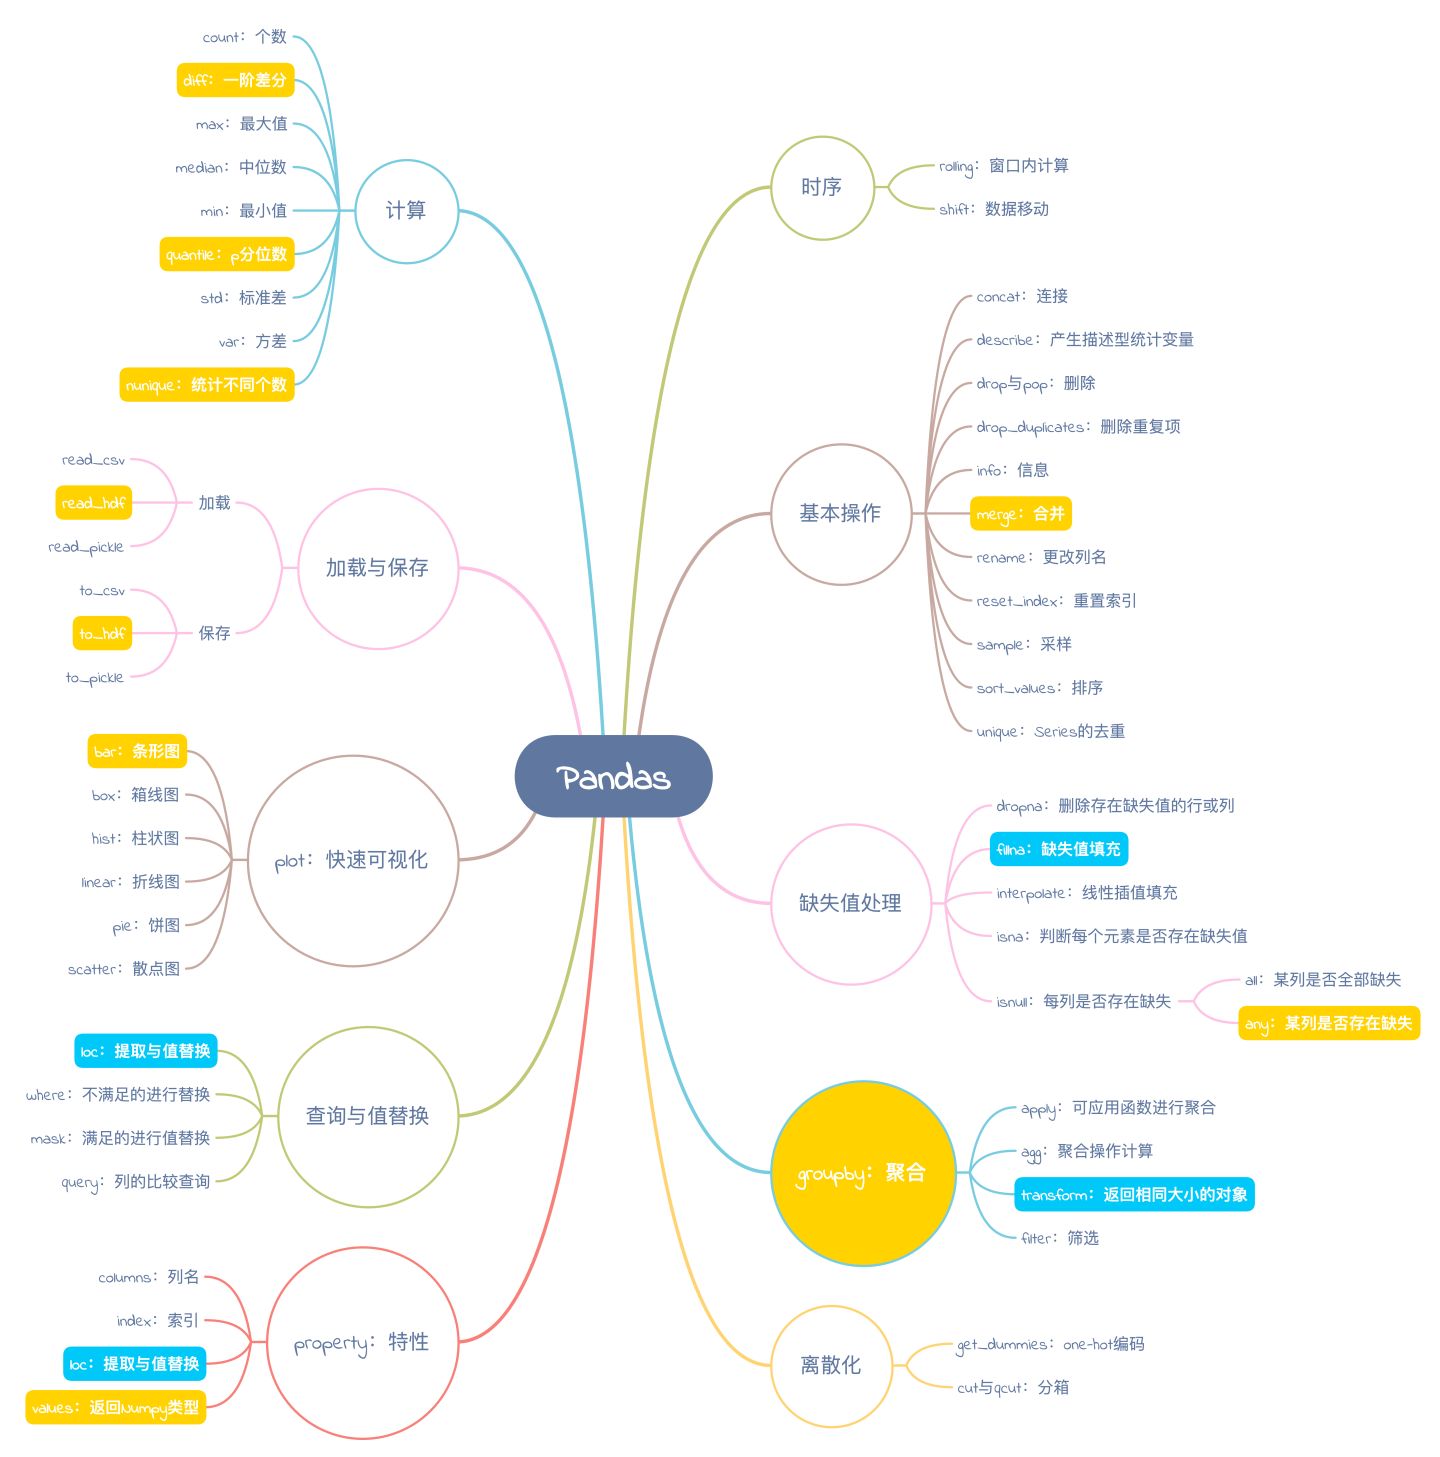 Pandas
计算
count：个数
diff：一阶差分
max：最大值
median：中位数
min：最小值
quantile：p分位数
std：标准差
var：方差
nunique：统计不同个数
加载与保存
加载
read_csv
read_hdf
read_pickle
保存
to_csv
to_hdf
to_pickle
plot：快速可视化
bar：条形图
box：箱线图
hist：柱状图
linear：折线图
pie：饼图
scatter：散点图
查询与值替换
loc：提取与值替换
where：不满足的进行替换
mask：满足的进行值替换
query：列的比较查询
property：特性
columns：列名
index：索引
loc：提取与值替换
values：返回Numpy类型
时序
rolling：窗口内计算
shift：数据移动
基本操作
concat：连接
describe：产生描述型统计变量
drop与pop：删除
drop_duplicates：删除重复项
info：信息
merge：合并
rename：更改列名
reset_index：重置索引
sample：采样
sort_values：排序
unique：Series的去重
缺失值处理
dropna：删除存在缺失值的行或列
fillna：缺失值填充
interpolate：线性插值填充
isna：判断每个元素是否存在缺失值
isnull：每列是否存在缺失
all：某列是否全部缺失
any：某列是否存在缺失
groupby：聚合
apply：可应用函数进行聚合
agg：聚合操作计算
transform：返回相同大小的对象
filter：筛选
离散化
get_dummies：one-hot编码
cut与qcut：分箱